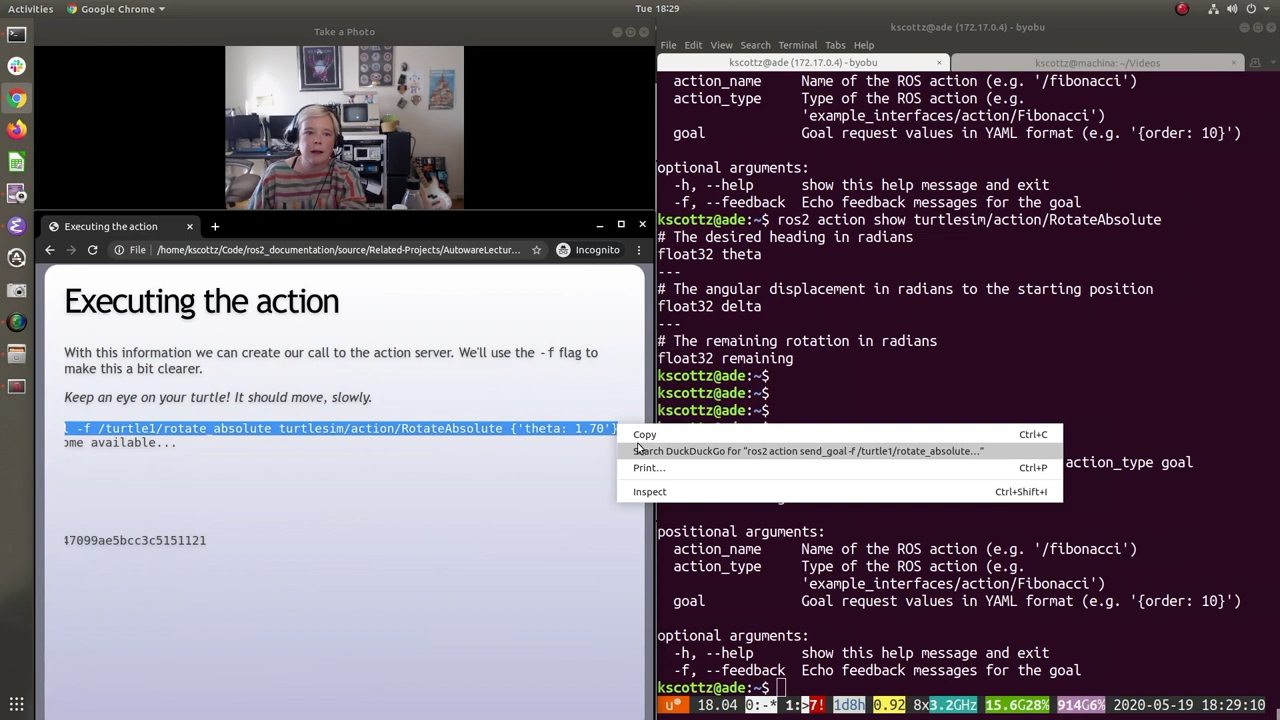 Activities
Google Chrome
Tue 18:29
Take a Photo
Executing the action
File
/home/kscottz/Code/ros2_documentation/source/Related-Projects/AutowareLectur...
Incognito
Executing the action
With this information we can create our call to the action server. We'll use the -f flag to
make this a bit clearer.
Keep an eye on your turtle! It should move, slowly.
l -f /turtle1/rotate_absolute turtlesim/action/RotateAbsolute {'theta: 1.70'}
ome available...
47099ae5bcc3c5151121
Copy Ctrl+C
Search DuckDuckGo for "ros2 action send_goal -f /turtle1/rotate_absolute..."
Print... Ctrl+P
Inspect Ctrl+Shift+I
kscottz@ade (172.17.0.4) - byobu
File Edit View Search Terminal Tabs Help
kscottz@ade (172.17.0.4) - byobu
kscottz@machina: ~/Videos
action_name Name of the ROS action (e.g. '/fibonacci')
action_type Type of the ROS action (e.g.
'example_interfaces/action/Fibonacci')
goal Goal request values in YAML format (e.g. '{order: 10}')
optional arguments:
-h, --help show this help message and exit
-f, --feedback Echo feedback messages for the goal
kscottz@ade:~$ ros2 action show turtlesim/action/RotateAbsolute
# The desired heading in radians
float32 theta
---
# The angular displacement in radians to the starting position
float32 delta
---
# The remaining rotation in radians
float32 remaining
kscottz@ade:~$
kscottz@ade:~$
kscottz@ade:~$
action_type goal
positional arguments:
action_name Name of the ROS action (e.g. '/fibonacci')
action_type Type of the ROS action (e.g.
'example_interfaces/action/Fibonacci')
goal Goal request values in YAML format (e.g. '{order: 10}')
optional arguments:
-h, --help show this help message and exit
-f, --feedback Echo feedback messages for the goal
kscottz@ade:~$
u 18.04 0:-* 1:>7! 1d8h 0.92 8x3.2GHz 15.6G28% 914G6% 2020-05-19 18:29:10